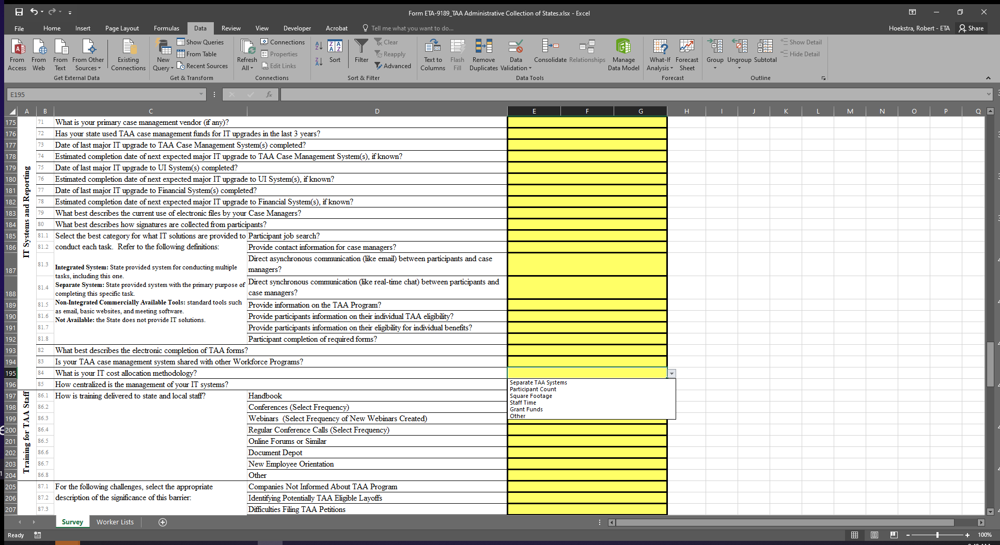 Form ETA-9189_TAA Administrative Collection of States.xlsx - Excel
File Home Insert Page Layout Formulas Data Review View Developer Acrobat Tell me what you want to do... Hoekstra, Robert - ETA Share
From Access
From Web
From Text
From Other Sources
Existing Connections
Get External Data
New Query
Show Queries
From Table
Recent Sources
Get & Transform
Refresh All
Connections
Properties
Edit Links
Connections
Sort
Filter
Clear
Reapply
Advanced
Sort & Filter
Text to Columns
Flash Fill
Remove Duplicates
Data Validation
Consolidate
Relationships
Manage Data Model
Data Tools
What-If Analysis
Forecast Sheet
Forecast
Group
Ungroup
Subtotal
Show Detail
Hide Detail
Outline
E195 fx
A B C D E F G H I J K L M N O P Q
IT Systems and Reporting
175 71 What is your primary case management vendor (if any)?
176 72 Has your state used TAA case management funds for IT upgrades in the last 3 years?
177 73 Date of last major IT upgrade to TAA Case Management System(s) completed?
178 74 Estimated completion date of next expected major IT upgrade to TAA Case Management System(s), if known?
179 75 Date of last major IT upgrade to UI System(s) completed?
180 76 Estimated completion date of next expected major IT upgrade to UI System(s), if known?
181 77 Date of last major IT upgrade to Financial System(s) completed?
182 78 Estimated completion date of next expected major IT upgrade to Financial System(s), if known?
183 79 What best describes the current use of electronic files by your Case Managers?
184 80 What best describes how signatures are collected from participants?
185 81.1 Select the best category for what IT solutions are provided to Participant job search?
186 81.2 conduct each task.  Refer to the following definitions: Provide contact information for case managers?
187 81.3 Direct asynchronous communication (like email) between participants and case
managers?
Integrated System: State provided system for conducting multiple
tasks, including this one.
Separate System: State provided system with the primary purpose of
completing this specific task.
Non-Integrated Commercially Available Tools: standard tools such
as email, basic websites, and meeting software.
Not Available: the State does not provide IT solutions.
188 81.4 Direct synchronous communication (like real-time chat) between participants and
case managers?
189 81.5 Provide information on the TAA Program?
190 81.6 Provide participants information on their individual TAA eligibility?
191 81.7 Provide participants information on their eligibility for individual benefits?
192 81.8 Participant completion of required forms?
193 82 What best describes the electronic completion of TAA forms?
194 83 Is your TAA case management system shared with other Workforce Programs?
195 84 What is your IT cost allocation methodology?
196 85 How centralized is the management of your IT systems?
Separate TAA Systems
Participant Count
Square Footage
Staff Time
Grant Funds
Other
Training for TAA Staff
197 86.1 How is training delivered to state and local staff? Handbook
198 86.2 Conferences (Select Frequency)
199 86.3 Webinars  (Select Frequency of New Webinars Created)
200 86.4 Regular Conference Calls (Select Frequency)
201 86.5 Online Forums or Similar
202 86.6 Document Depot
203 86.7 New Employee Orientation
204 86.8 Other
205 87.1 For the following challenges, select the appropriate Companies Not Informed About TAA Program
206 87.2 description of the significance of this barrier: Identifying Potentially TAA Eligible Layoffs
207 87.3 Difficulties Filing TAA Petitions
Survey Worker Lists
Ready 100%